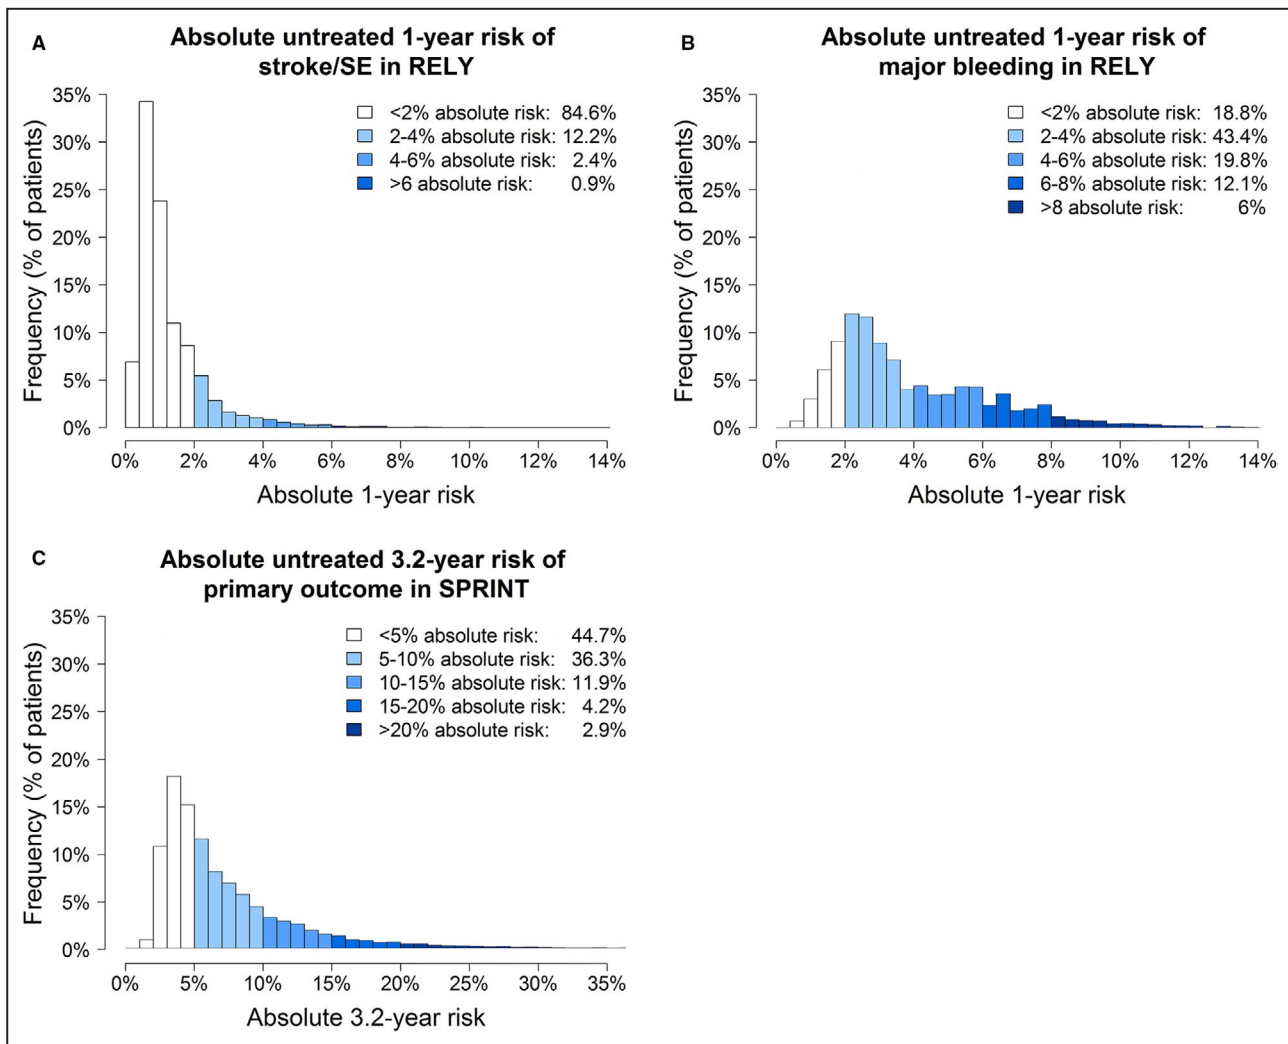 A
Absolute untreated 1-year risk of
stroke/SE in RELY
35%
30%
25%
20%
15%
10%
5%
0%
Frequency (% of patients)
<2% absolute risk: 84.6%
2-4% absolute risk: 12.2%
4-6% absolute risk: 2.4%
>6 absolute risk: 0.9%
0% 2% 4% 6% 8% 10% 12% 14%
Absolute 1-year risk
B
Absolute untreated 1-year risk of
major bleeding in RELY
35%
30%
25%
20%
15%
10%
5%
0%
Frequency (% of patients)
<2% absolute risk: 18.8%
2-4% absolute risk: 43.4%
4-6% absolute risk: 19.8%
6-8% absolute risk: 12.1%
>8 absolute risk: 6%
0% 2% 4% 6% 8% 10% 12% 14%
Absolute 1-year risk
C
Absolute untreated 3.2-year risk of
primary outcome in SPRINT
35%
30%
25%
20%
15%
10%
5%
0%
Frequency (% of patients)
<5% absolute risk: 44.7%
5-10% absolute risk: 36.3%
10-15% absolute risk: 11.9%
15-20% absolute risk: 4.2%
>20% absolute risk: 2.9%
0% 5% 10% 15% 20% 25% 30% 35%
Absolute 3.2-year risk